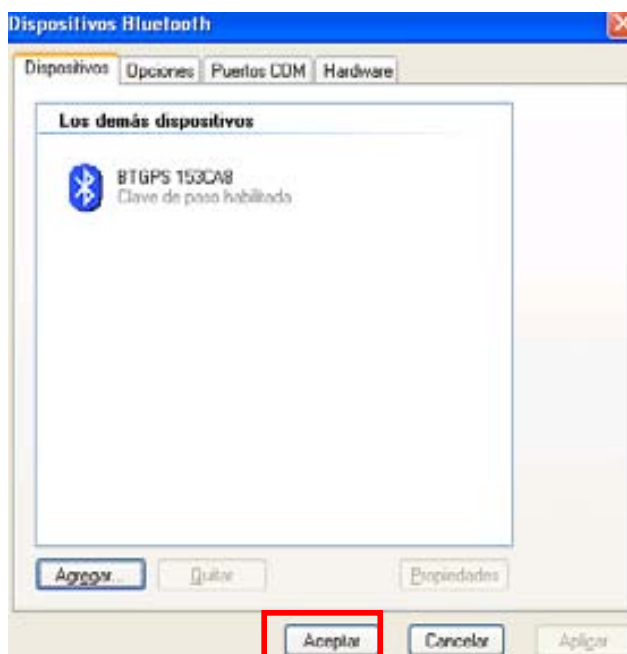 Dispositivos Bluetooth
Dispositivos Opciones Puertos COM Hardware
Los demás dispositivos
BTGPS 153CA8
Clave de paso habilitada
Agregar... Quitar Propiedades
Aceptar Cancelar Aplicar